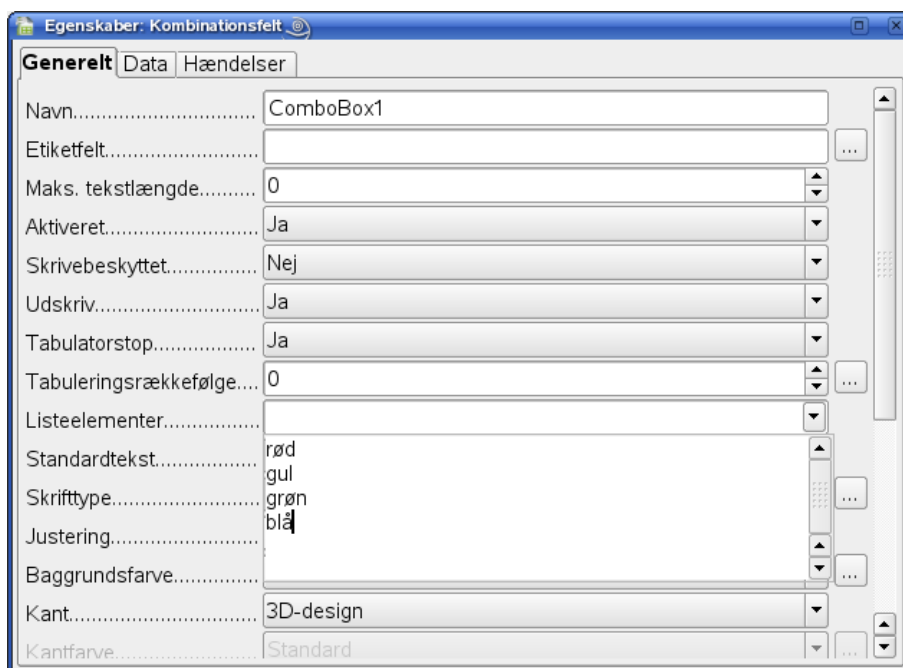 Egenskaber: Kombinationsfelt
Generelt Data Hændelser
Navn................................ ComboBox1
Etiketfelt...........................
Maks. tekstlængde.......... 0
Aktiveret........................... Ja
Skrivebeskyttet................ Nej
Udskriv............................. Ja
Tabulatorstop.................. Ja
Tabuleringsrækkefølge.... 0
Listeelementer.................
Standardtekst.................. rød
gul
Skrifttype......................... grøn
blå
Justering..........................
Baggrundsfarve...............
Kant.................................. 3D-design
Kantfarve......................... Standard